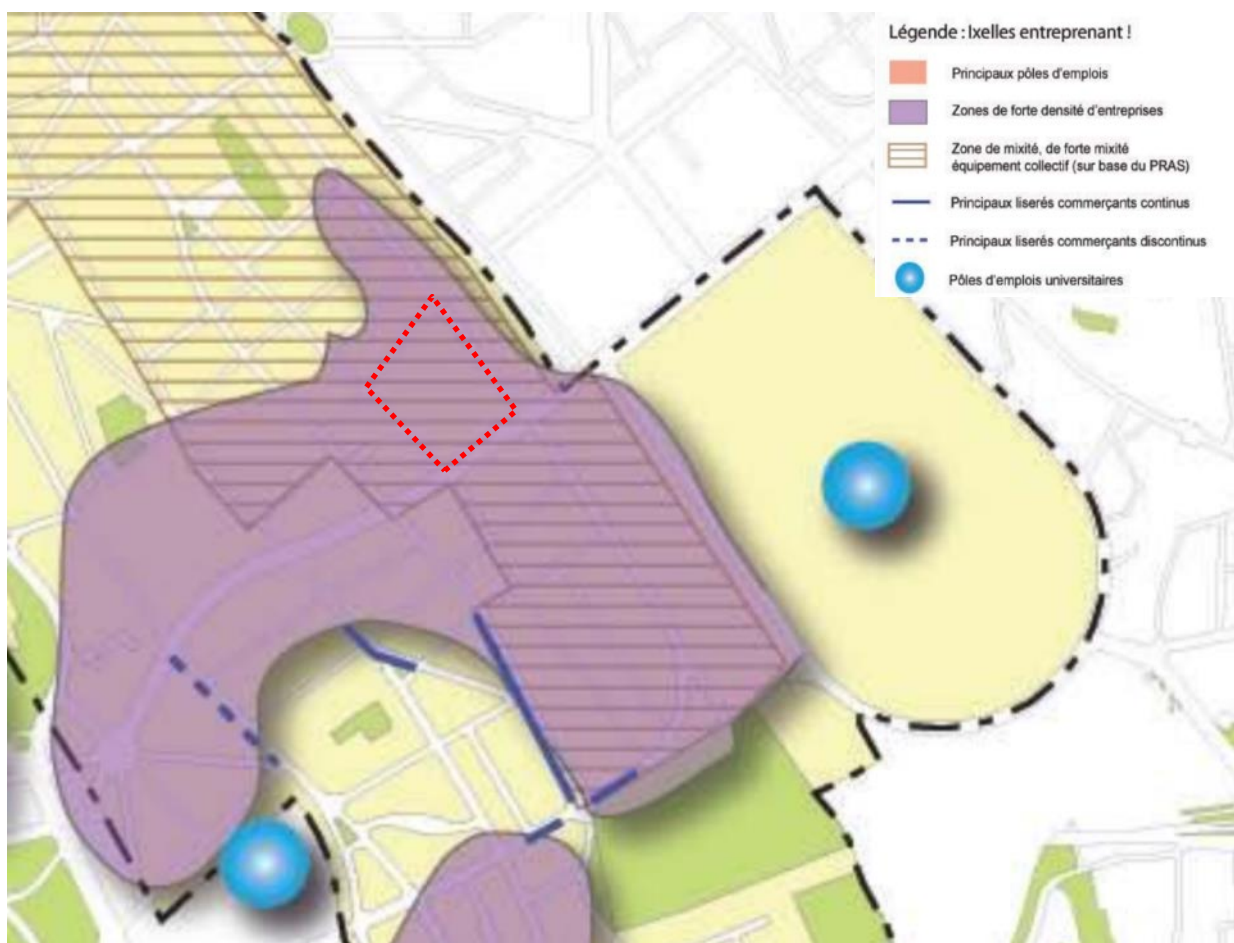 Légende : Ixelles entreprenant !
Principaux pôles d'emplois
Zones de forte densité d'entreprises
Zone de mixité, de forte mixité
équipement collectif (sur base du PRAS)
Principaux liserés commerçants continus
Principaux liserés commerçants discontinus
Pôles d'emplois universitaires